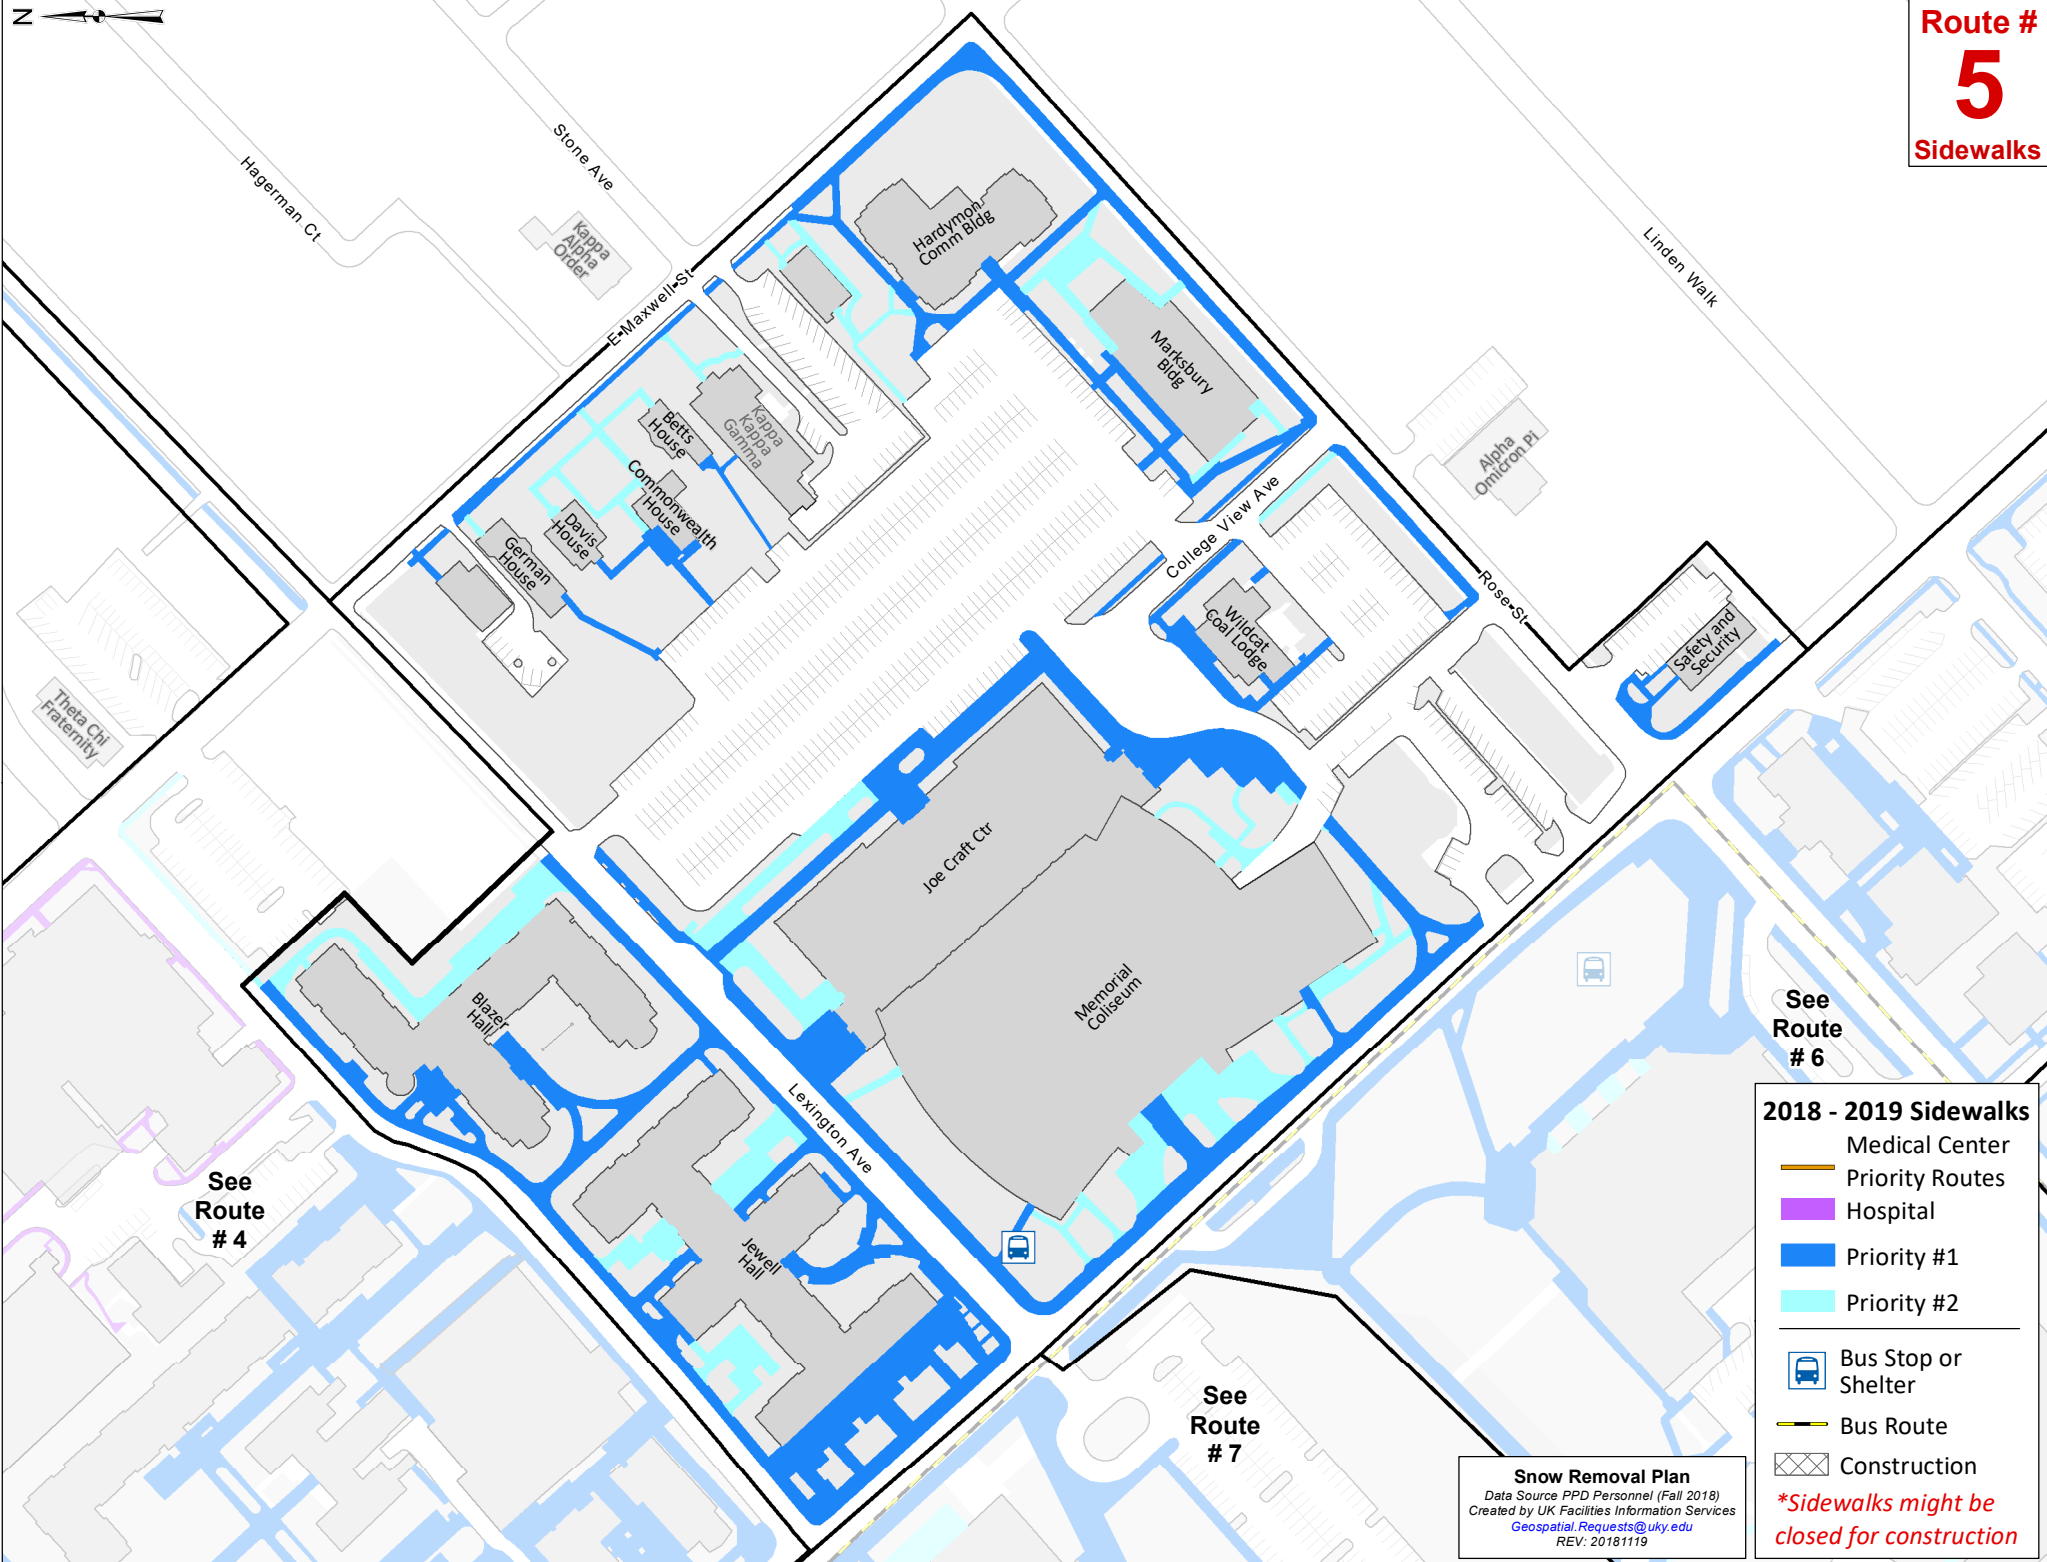 N
Route #
5
Sidewalks
Hagerman Ct
Stone Ave
Kappa
Alpha
Order
E Maxwell St
Hardymon
Comm Bldg
Linden Walk
Marksbury
Bldg
Kappa
Kappa
Gamma
Betts
House
Commonwealth
House
Davis
House
German
House
Alpha
Omicron Pi
College View Ave
Rose St
Wildcat
Coal Lodge
Safety and
Security
Theta Chi
Fraternity
Joe Craft Ctr
Memorial
Coliseum
Blazer
Hall
Lexington Ave
Jewell
Hall
See
Route
# 4
See
Route
# 6
See
Route
# 7
2018 - 2019 Sidewalks
Medical Center
Priority Routes
Hospital
Priority #1
Priority #2
Bus Stop or
Shelter
Bus Route
Construction
*Sidewalks might be
closed for construction
Snow Removal Plan
Data Source PPD Personnel (Fall 2018)
Created by UK Facilities Information Services
Geospatial.Requests@uky.edu
REV: 20181119